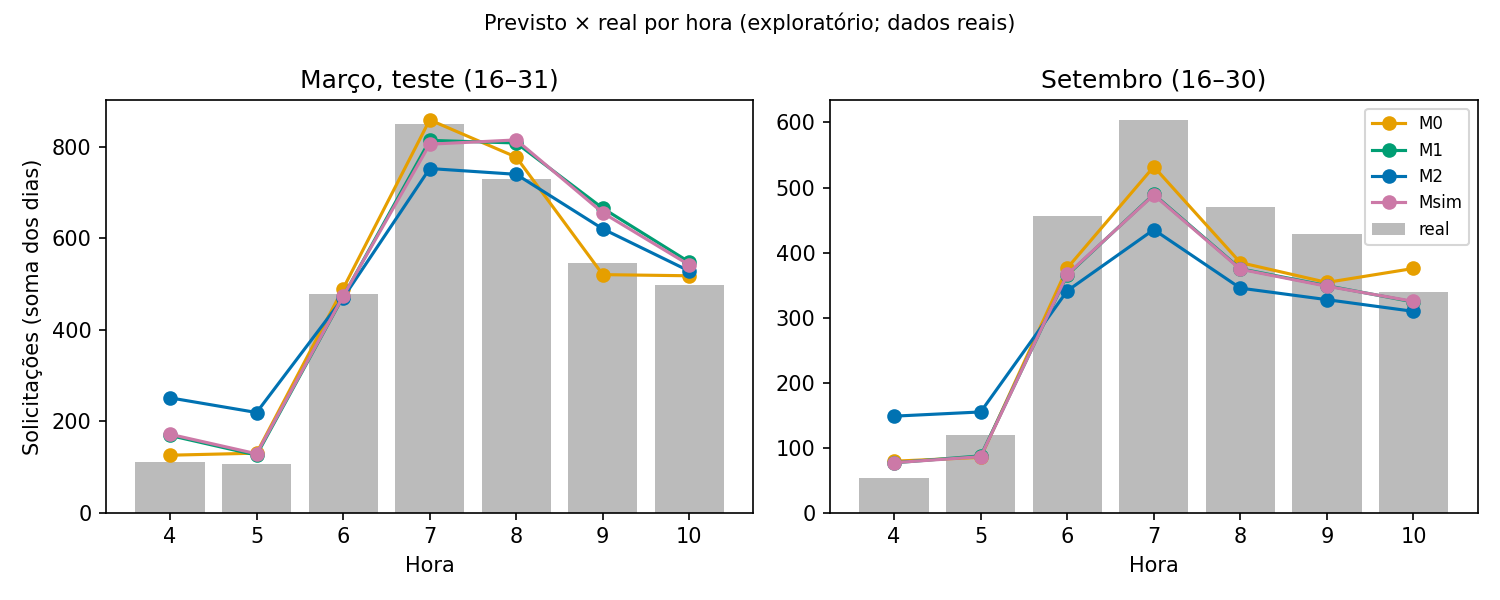 Previsto × real por hora (exploratório; dados reais)
Março, teste (16–31)
Solicitações (soma dos dias)
800
600
400
200
0
4 5 6 7 8 9 10
Hora
Setembro (16–30)
600
500
400
300
200
100
0
4 5 6 7 8 9 10
Hora
M0
M1
M2
Msim
real